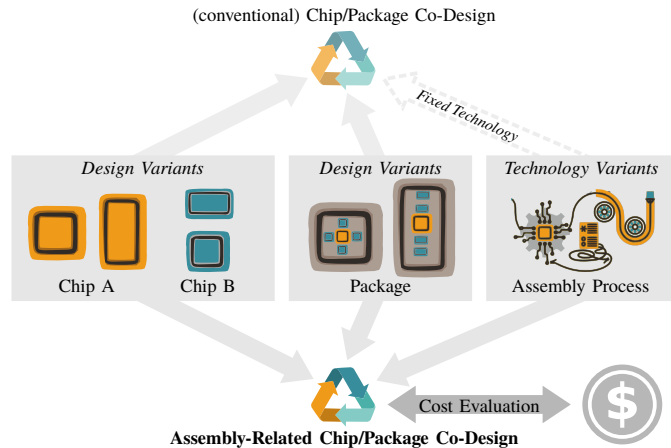 (conventional) Chip/Package Co-Design
Fixed Technology
Design Variants
Design Variants
Technology Variants
Chip A
Chip B
Package
Assembly Process
Cost Evaluation
$
Assembly-Related Chip/Package Co-Design